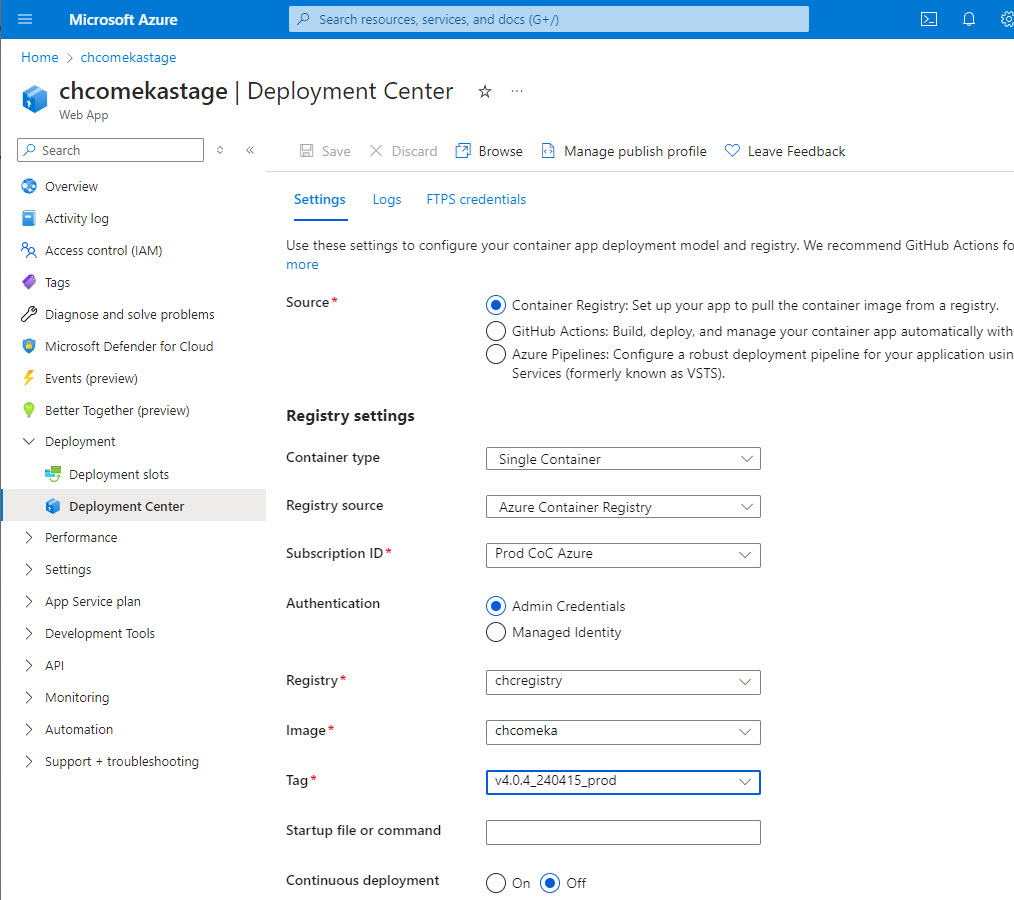 Microsoft Azure
Search resources, services, and docs (G+/)
Home > chcomekastage
chcomekastage | Deployment Center
Web App
Search
Save
Discard
Browse
Manage publish profile
Leave Feedback
Overview
Activity log
Access control (IAM)
Tags
Diagnose and solve problems
Microsoft Defender for Cloud
Events (preview)
Better Together (preview)
Deployment
Deployment slots
Deployment Center
Performance
Settings
App Service plan
Development Tools
API
Monitoring
Automation
Support + troubleshooting
Settings
Logs
FTPS credentials
Use these settings to configure your container app deployment model and registry. We recommend GitHub Actions fo
more
Source*
Container Registry: Set up your app to pull the container image from a registry.
GitHub Actions: Build, deploy, and manage your container app automatically with
Azure Pipelines: Configure a robust deployment pipeline for your application usin
Services (formerly known as VSTS).
Registry settings
Container type
Single Container
Registry source
Azure Container Registry
Subscription ID*
Prod CoC Azure
Authentication
Admin Credentials
Managed Identity
Registry*
chcregistry
Image*
chcomeka
Tag*
v4.0.4_240415_prod
Startup file or command
Continuous deployment
On
Off